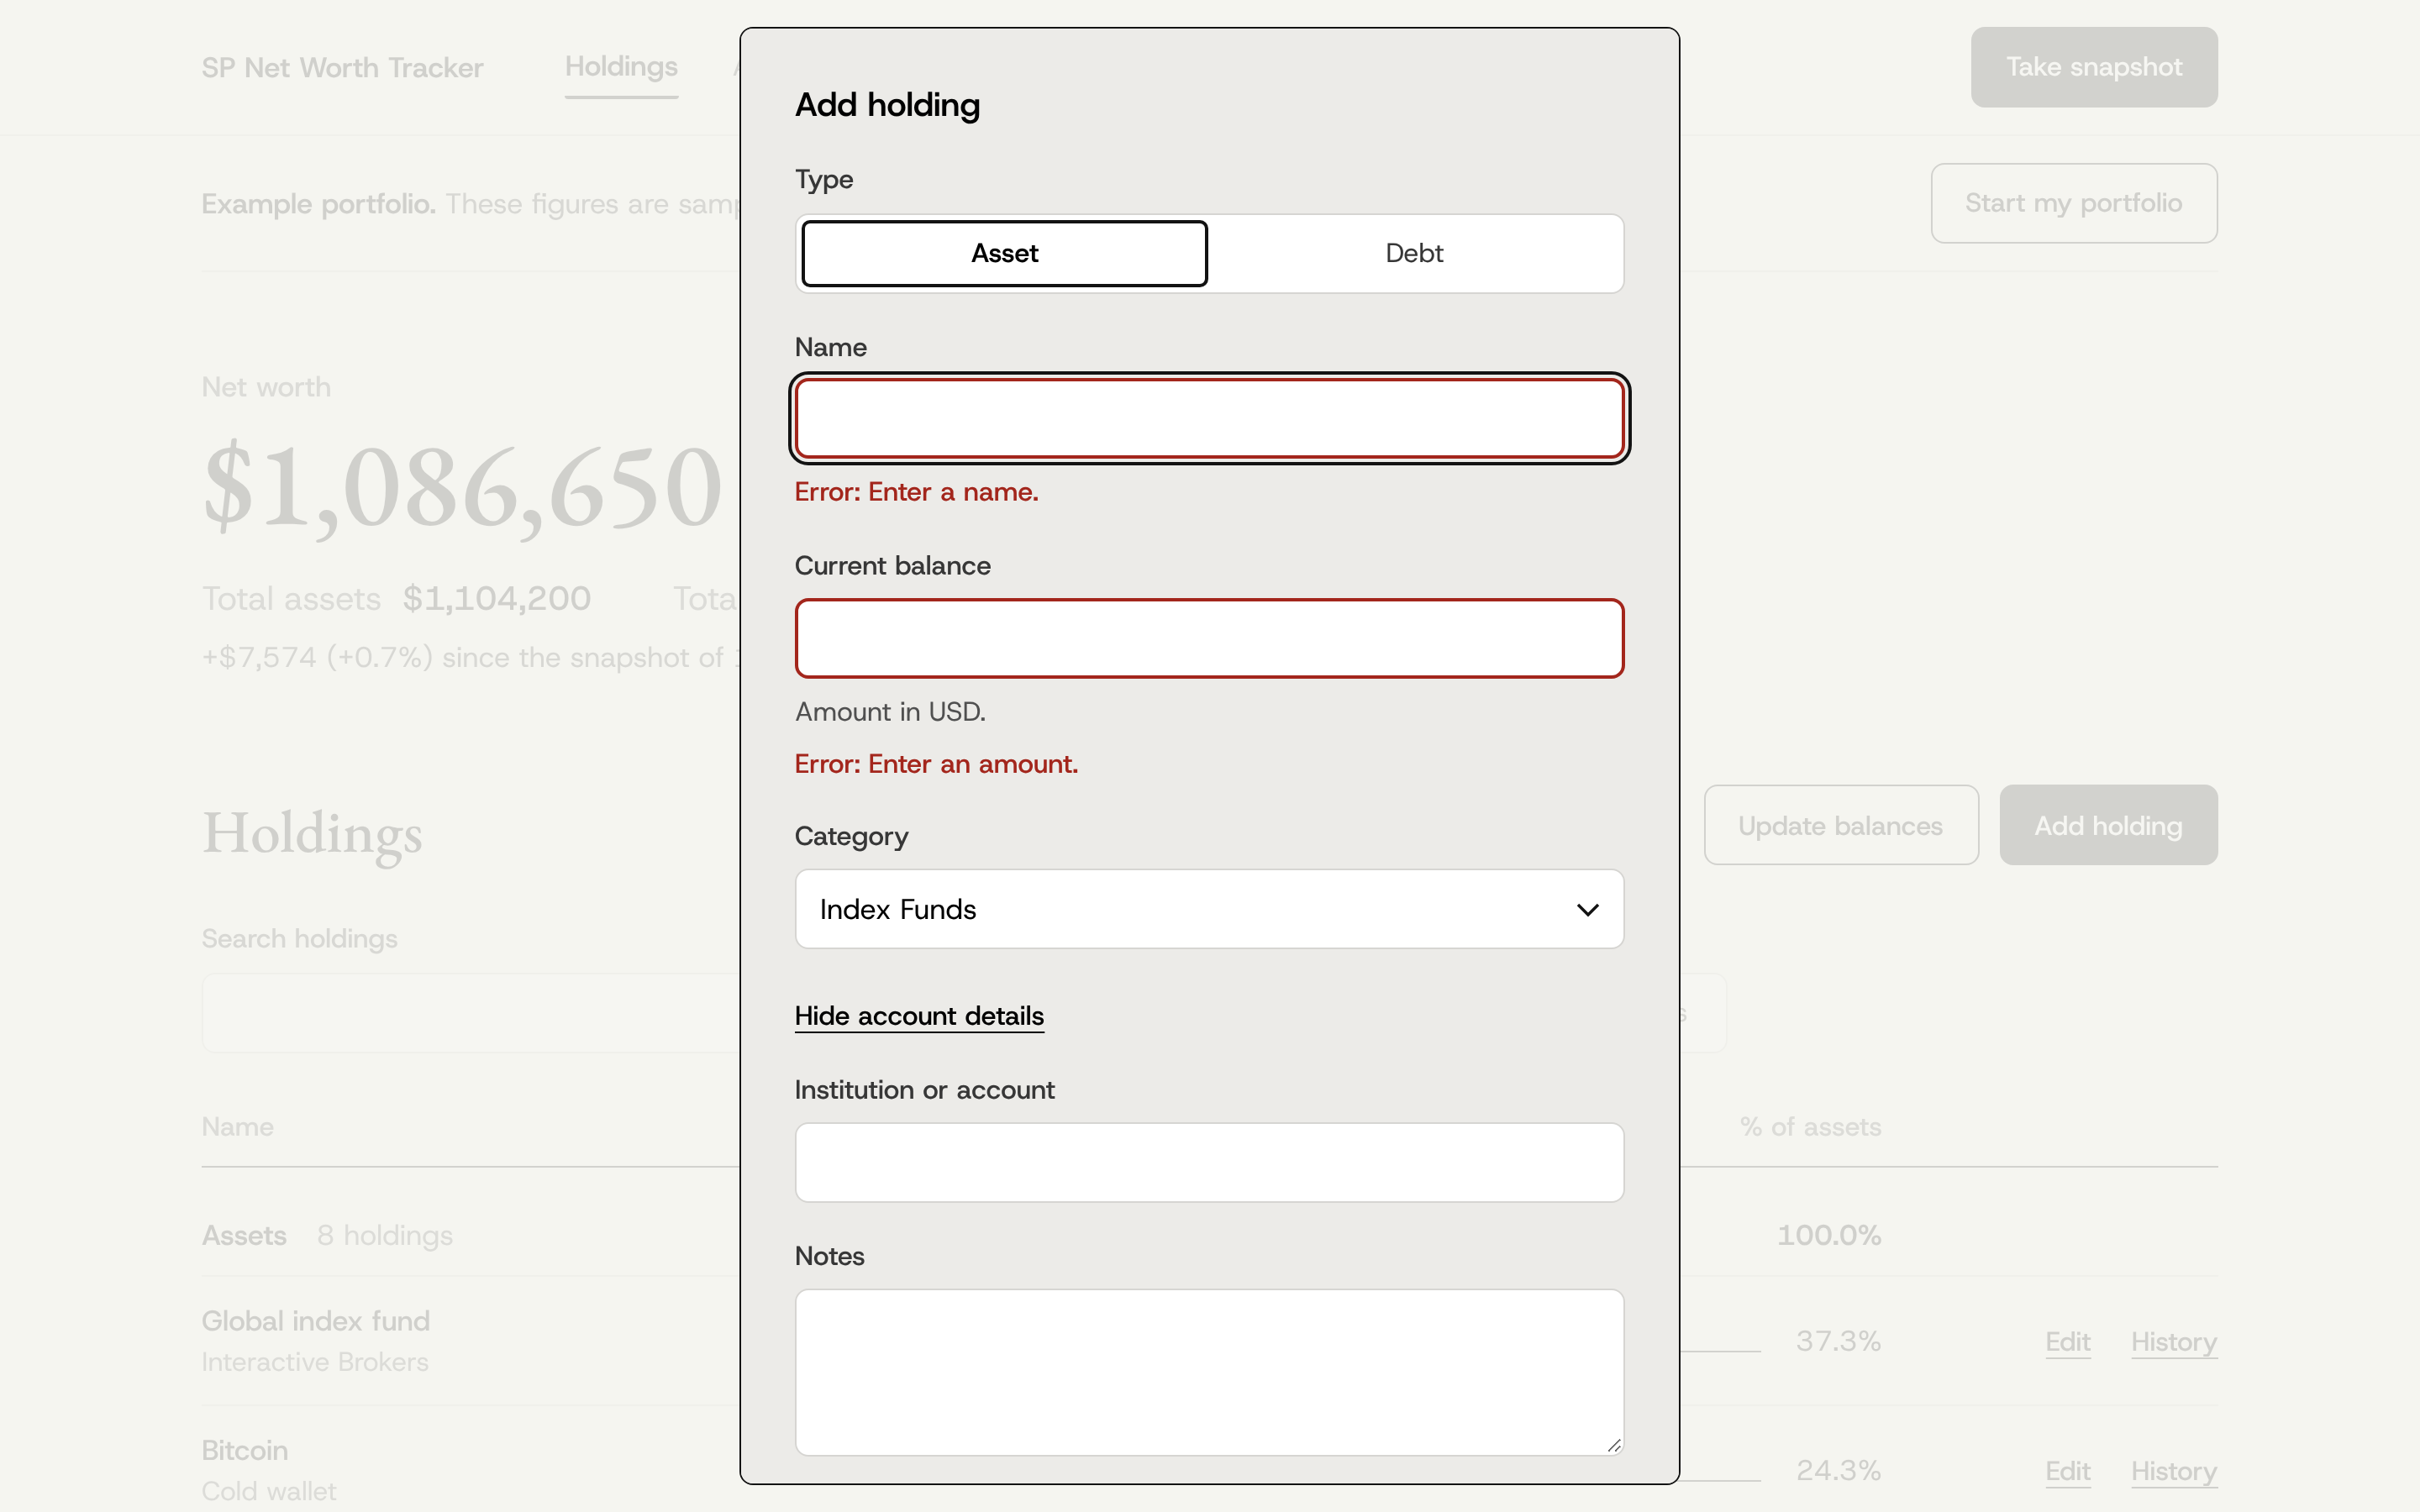 SP Net Worth Tracker
Holdings
Take snapshot
Example portfolio. These figures are
Start my portfolio
Net worth
$1,086,650
Total assets $1,104,200
+$7,574 (+0.7%) since the snapshot of
Holdings
Update balances
Add holding
Search holdings
Name
% of assets
Assets 8 holdings
100.0%
Global index fund
Interactive Brokers
37.3%
Edit
History
Bitcoin
Cold wallet
24.3%
Edit
History
Add holding
Type
Asset
Debt
Name
Error: Enter a name.
Current balance
Amount in USD.
Error: Enter an amount.
Category
Index Funds
Hide account details
Institution or account
Notes